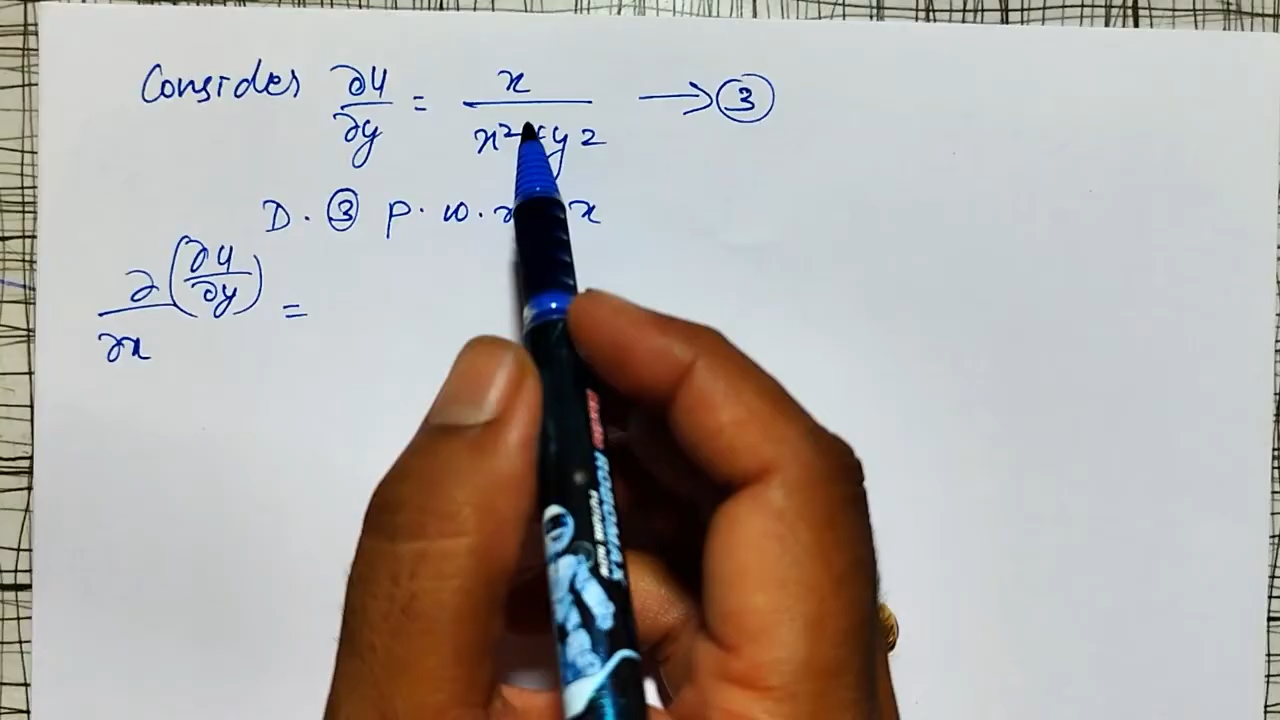 Consider ∂u/∂y = x/(x²+y²) → ③
D. ③ p. w. r x
∂/∂x (∂u/∂y) =